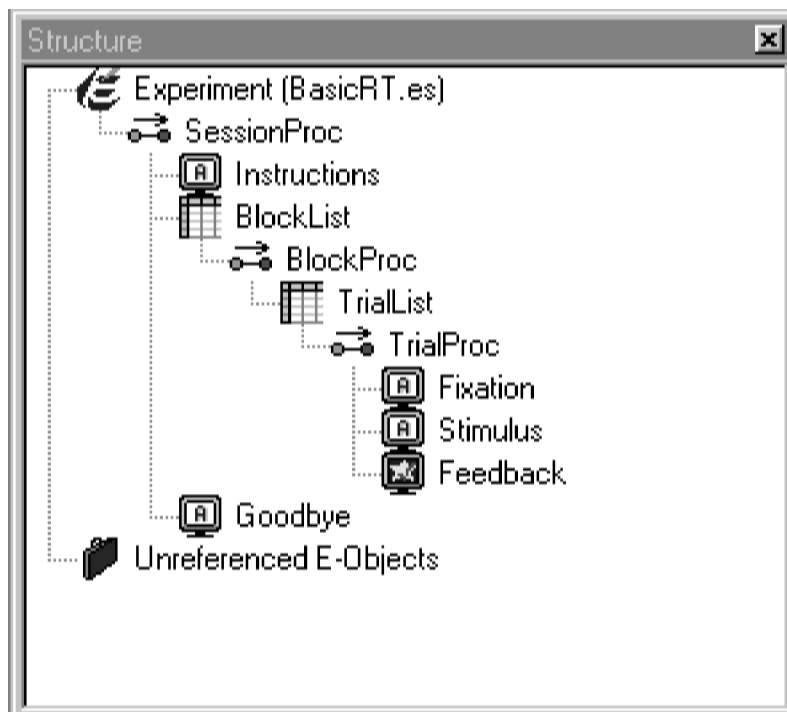 Structure
Experiment (BasicRT.es)
SessionProc
Instructions
BlockList
BlockProc
TrialList
TrialProc
Fixation
Stimulus
Feedback
Goodbye
Unreferenced E-Objects